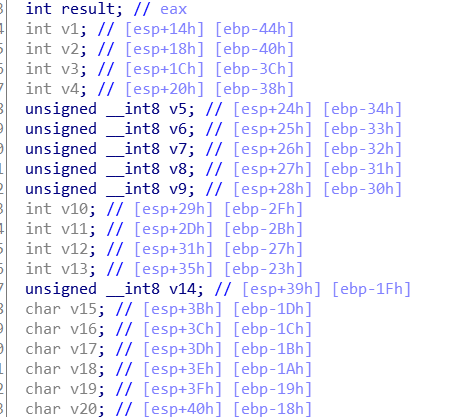 int result; // eax
int v1; // [esp+14h] [ebp-44h]
int v2; // [esp+18h] [ebp-40h]
int v3; // [esp+1Ch] [ebp-3Ch]
int v4; // [esp+20h] [ebp-38h]
unsigned __int8 v5; // [esp+24h] [ebp-34h]
unsigned __int8 v6; // [esp+25h] [ebp-33h]
unsigned __int8 v7; // [esp+26h] [ebp-32h]
unsigned __int8 v8; // [esp+27h] [ebp-31h]
unsigned __int8 v9; // [esp+28h] [ebp-30h]
int v10; // [esp+29h] [ebp-2Fh]
int v11; // [esp+2Dh] [ebp-2Bh]
int v12; // [esp+31h] [ebp-27h]
int v13; // [esp+35h] [ebp-23h]
unsigned __int8 v14; // [esp+39h] [ebp-1Fh]
char v15; // [esp+3Bh] [ebp-1Dh]
char v16; // [esp+3Ch] [ebp-1Ch]
char v17; // [esp+3Dh] [ebp-1Bh]
char v18; // [esp+3Eh] [ebp-1Ah]
char v19; // [esp+3Fh] [ebp-19h]
char v20; // [esp+40h] [ebp-18h]